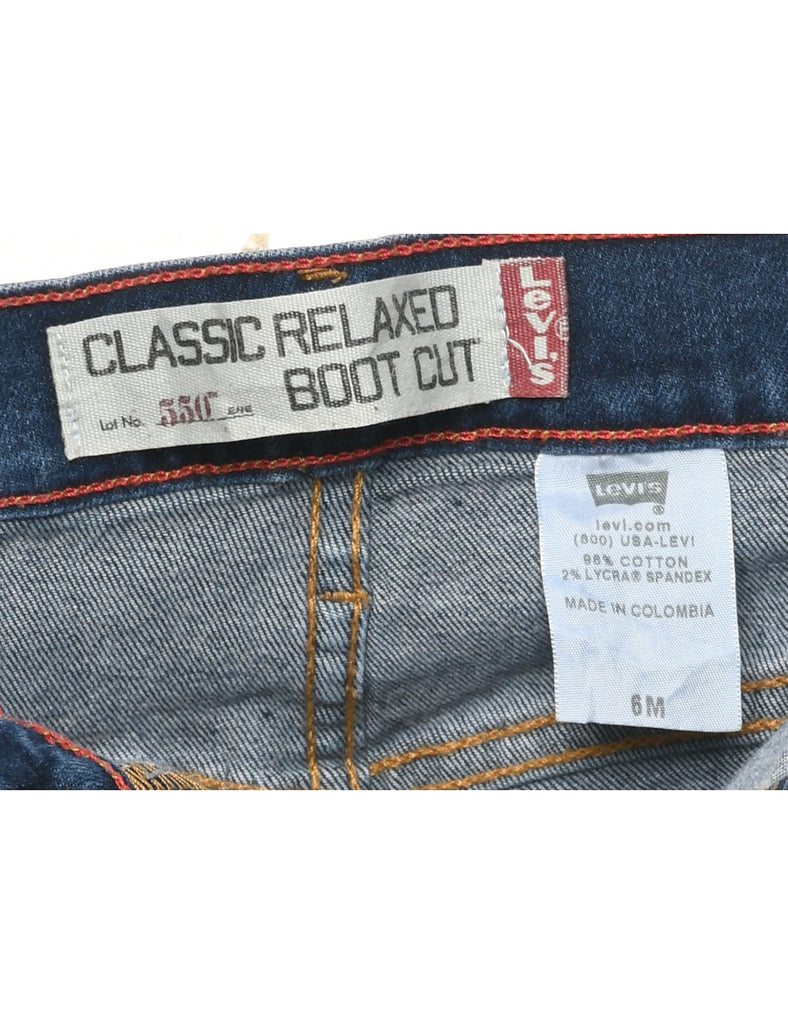 CLASSIC RELAXED
BOOT CUT
Lot No. 550™
Levi's®
Levi's®
levi.com
(800) USA-LEVI
98% COTTON
2% LYCRA® SPANDEX
MADE IN COLOMBIA
6M